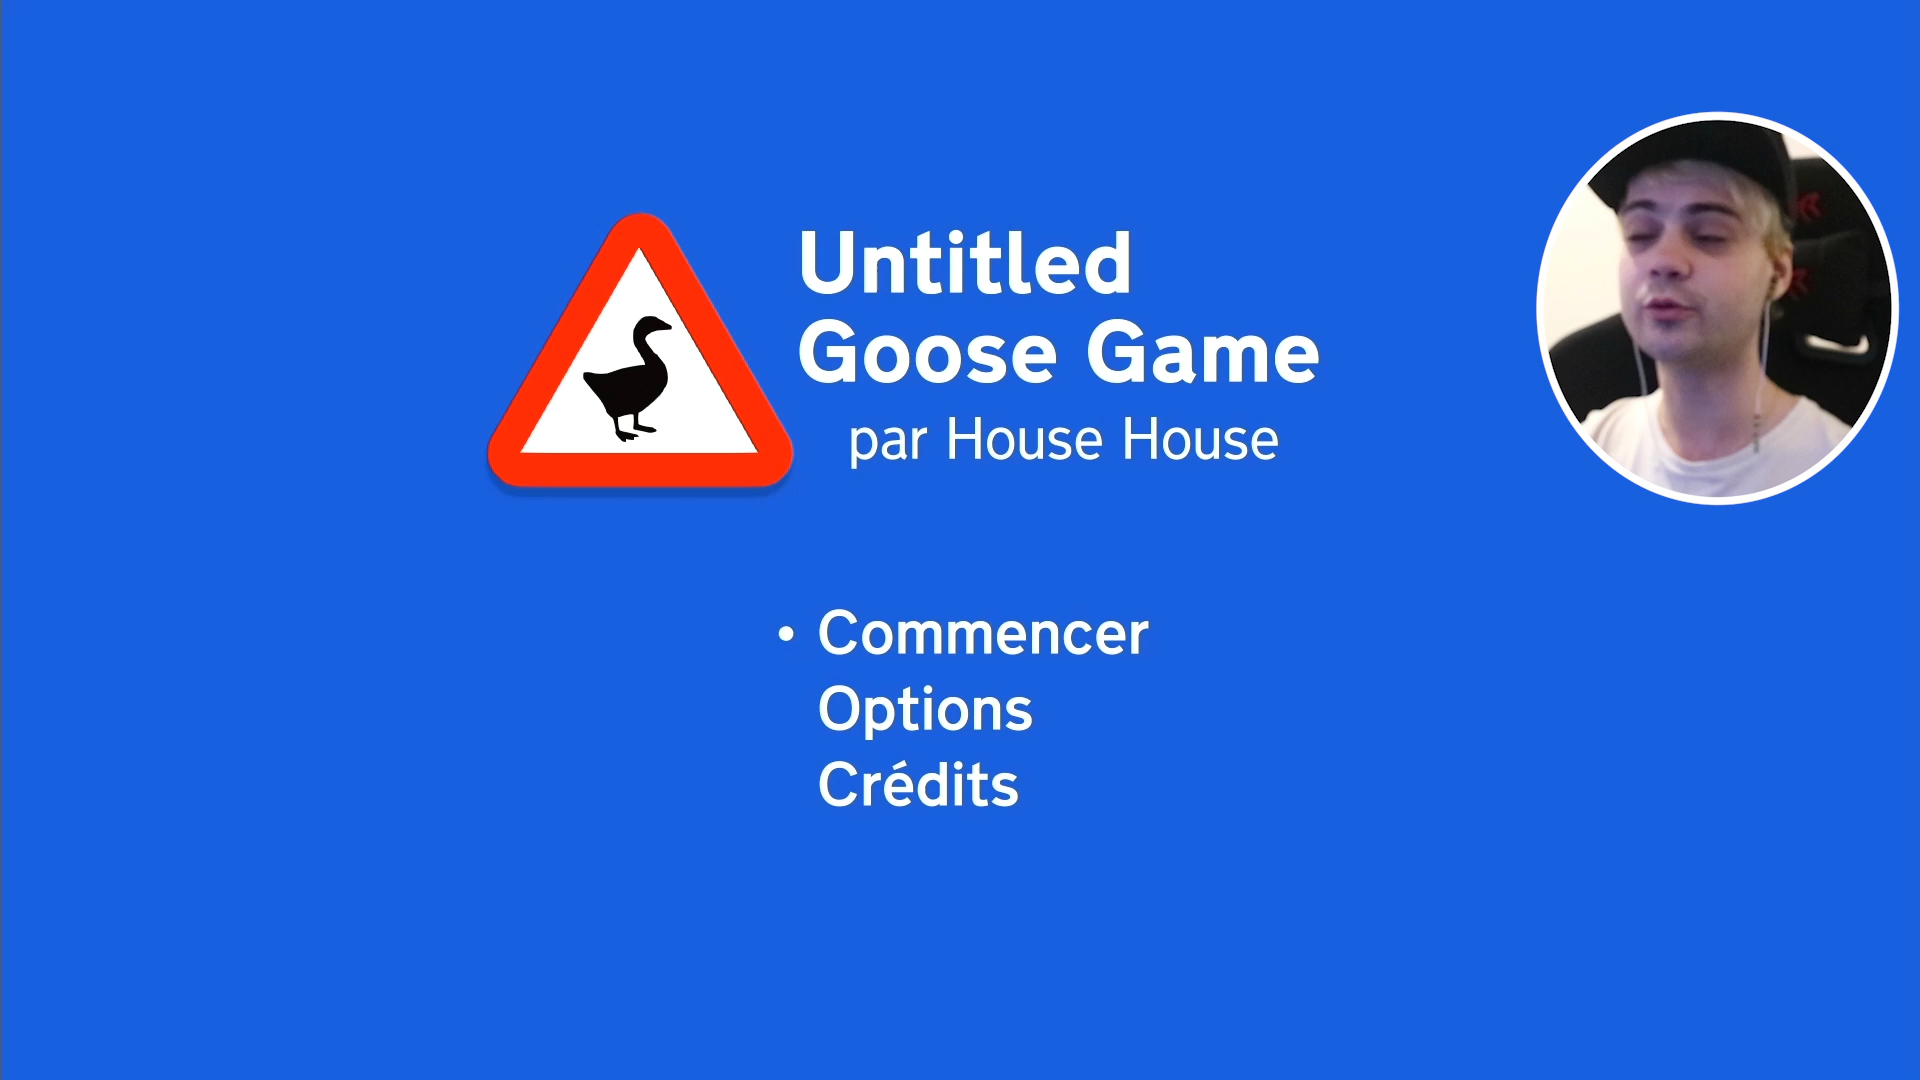 Untitled
Goose Game
par House House
• Commencer
Options
Crédits